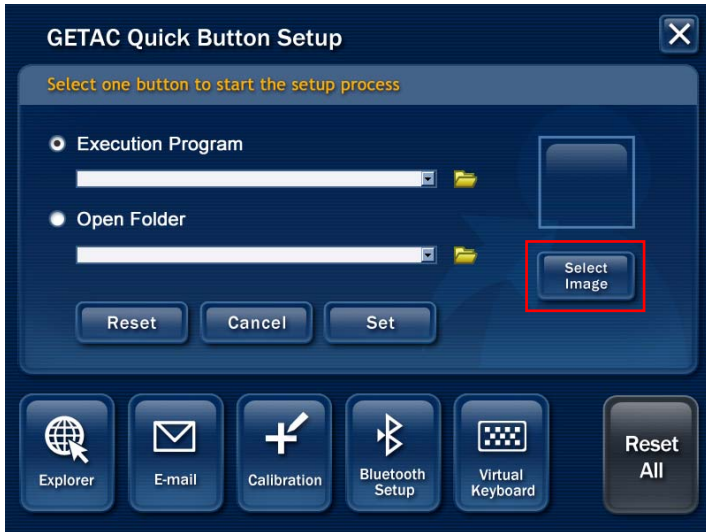 GETAC Quick Button Setup
Select one button to start the setup process
Execution Program
Open Folder
Select
Image
Reset
Cancel
Set
Explorer
E-mail
Calibration
Bluetooth
Setup
Virtual
Keyboard
Reset
All